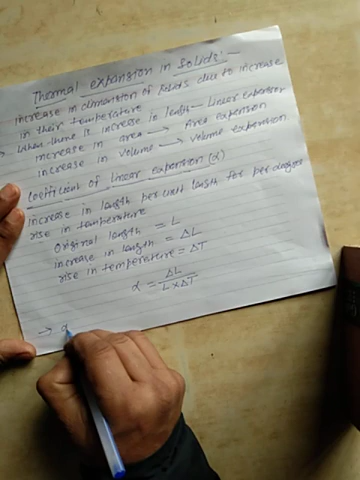 Thermal expansion in solids:-
increase in dimension of solids due to increase
in their temperature
→ when there is increase in length — Linear expansion
increase in area → Area expansion
increase in volume → volume expansion
Coefficient of linear expansion (α)
increase in length per unit length for per degree
rise in temperature
Original length = L
increase in length = ΔL
rise in temperature = ΔT
α = ΔL / L×ΔT
→ α